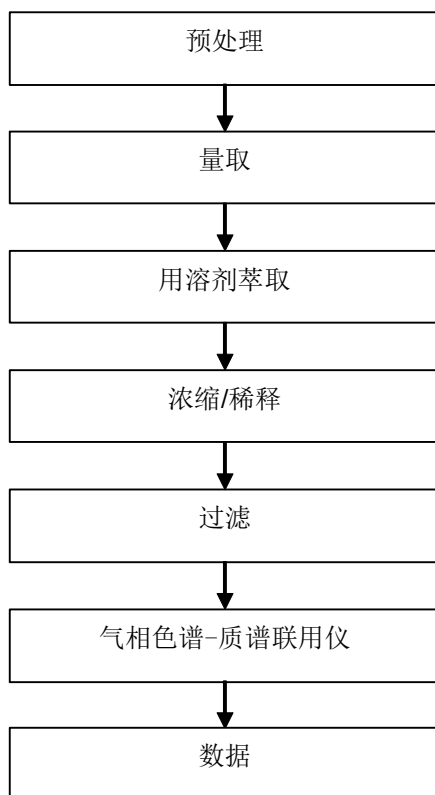 预处理
量取
用溶剂萃取
浓缩/稀释
过滤
气相色谱-质谱联用仪
数据